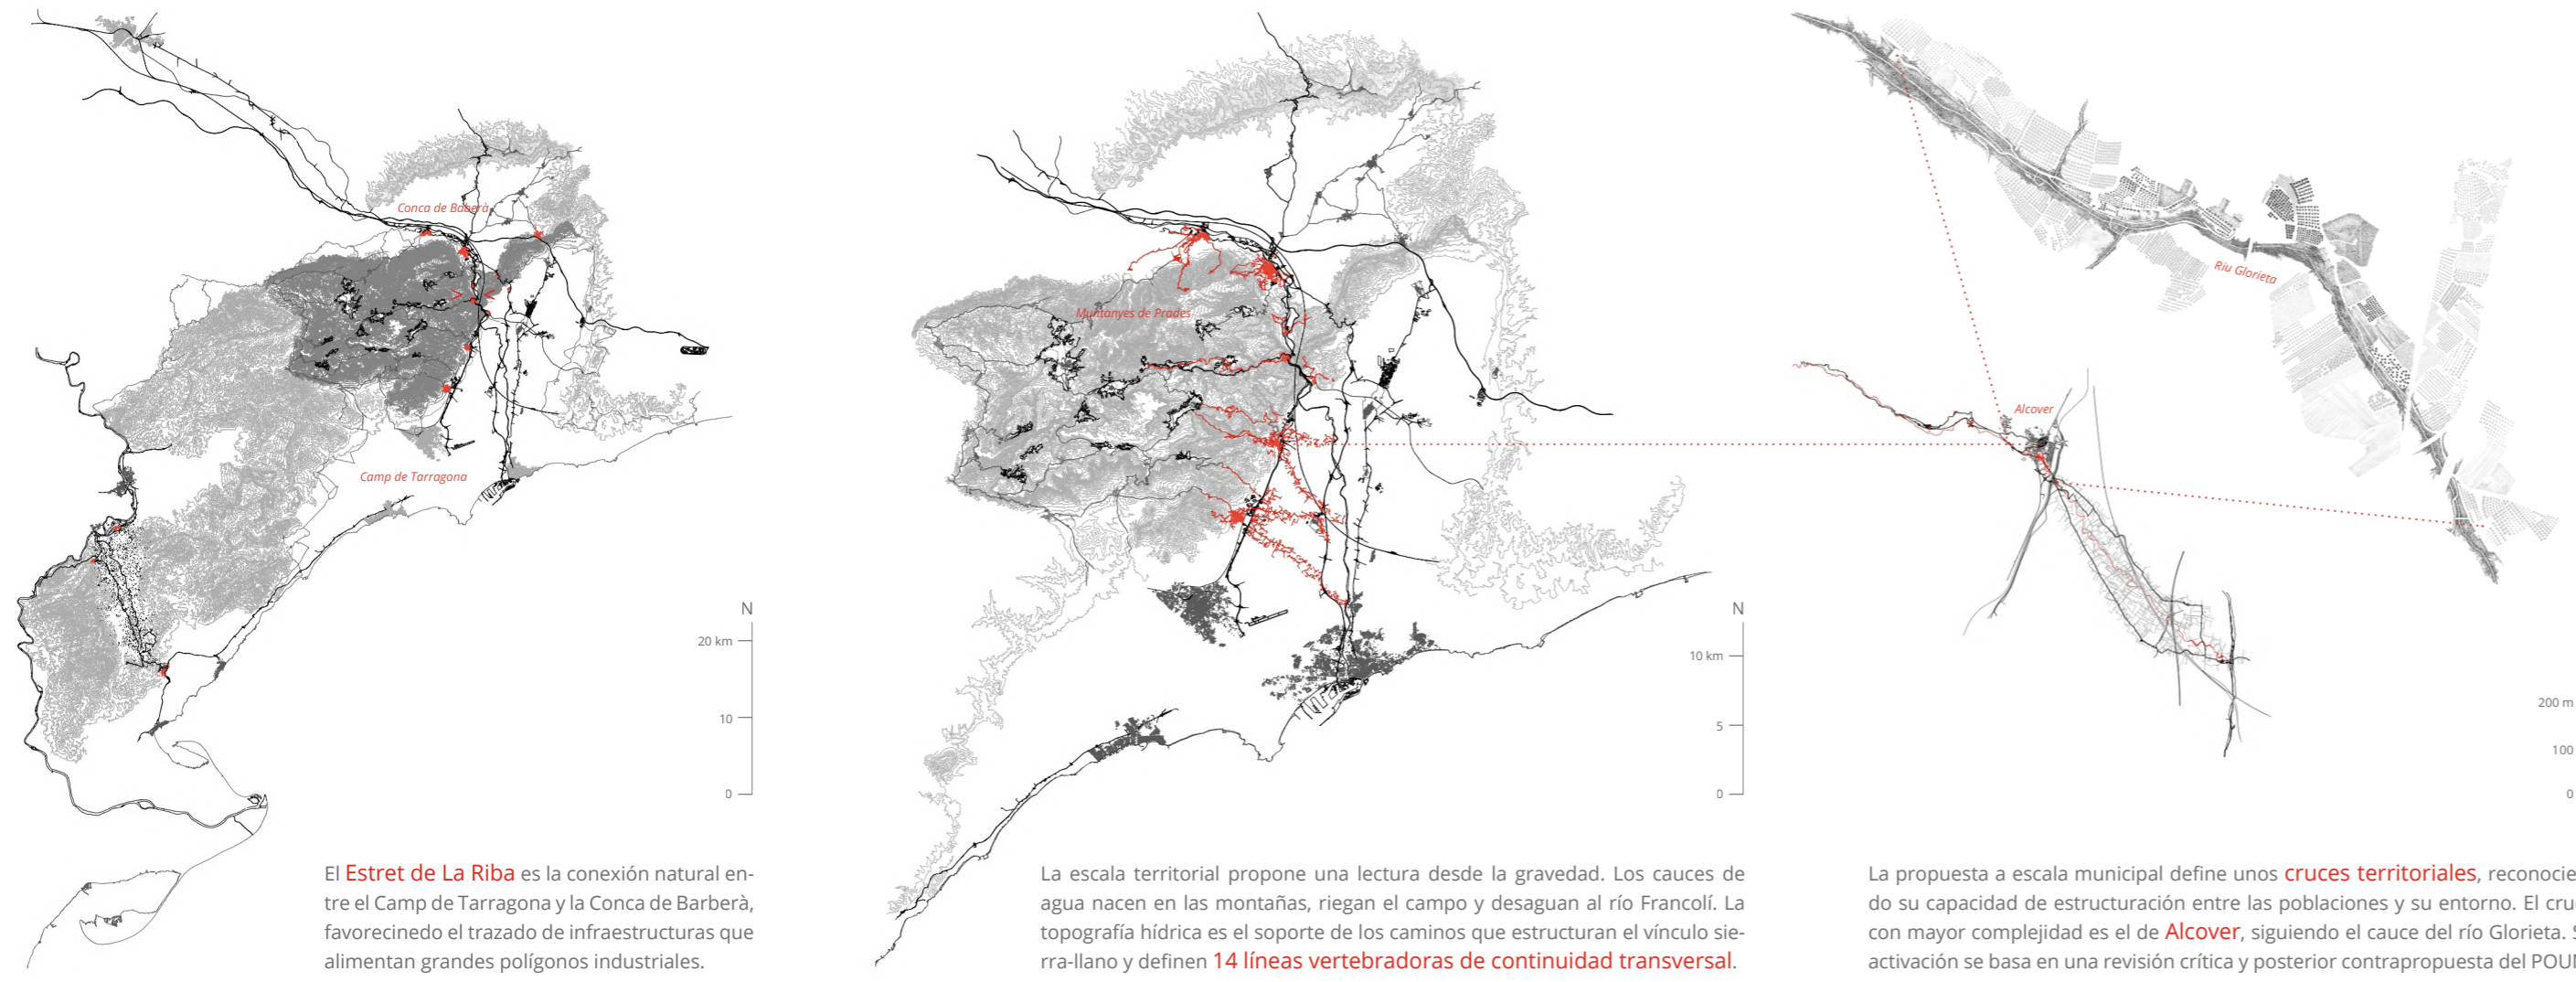 Conca de Baberà
Camp de Tarragona
N
20 km
10
0
El Estret de La Riba es la conexión natural en-
tre el Camp de Tarragona y la Conca de Barberà,
favorecinedo el trazado de infraestructuras que
alimentan grandes polígonos industriales.
Muntanyes de Prades
N
10 km
5
0
La escala territorial propone una lectura desde la gravedad. Los cauces de
agua nacen en las montañas, riegan el campo y desaguan al río Francolí. La
topografía hídrica es el soporte de los caminos que estructuran el vínculo sie-
rra-llano y definen 14 líneas vertebradoras de continuidad transversal.
Riu Glorieta
Alcover
200 m
100
0
La propuesta a escala municipal define unos cruces territoriales, reconocie
do su capacidad de estructuración entre las poblaciones y su entorno. El cru
con mayor complejidad es el de Alcover, siguiendo el cauce del río Glorieta. S
activación se basa en una revisión crítica y posterior contrapropuesta del POU